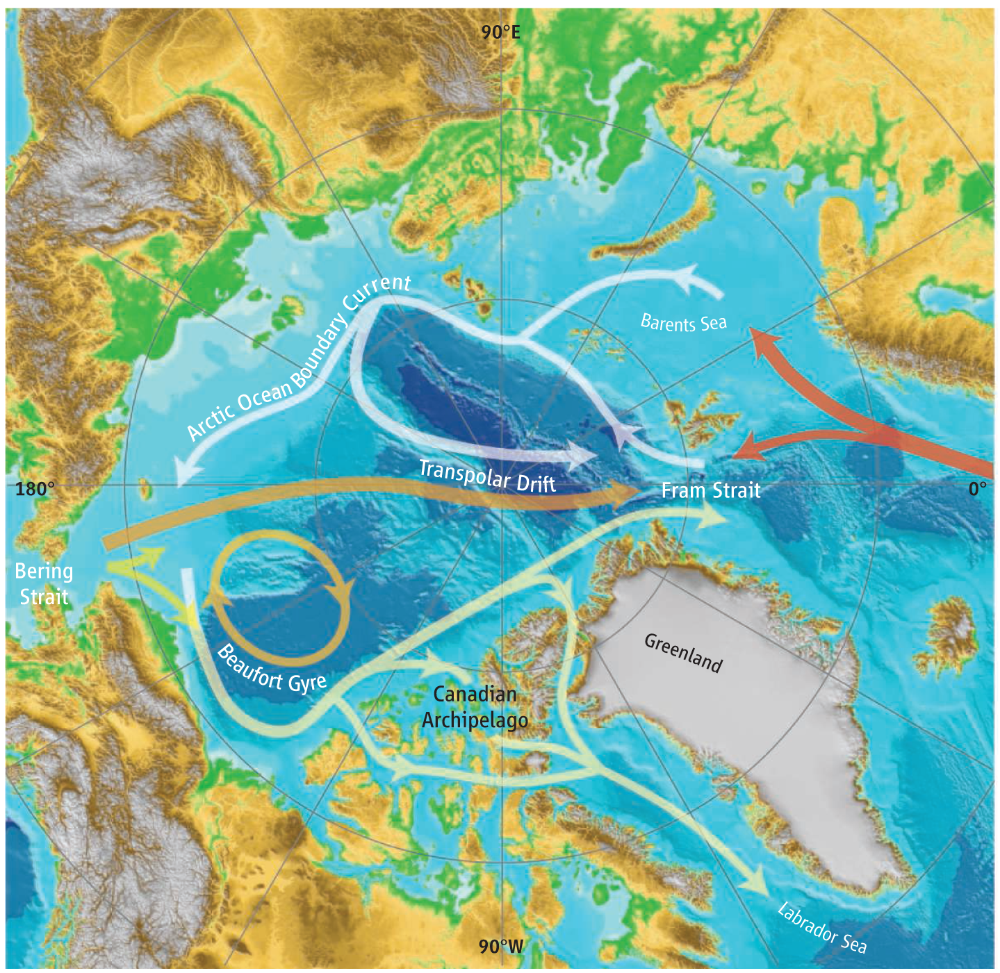 90°E
Arctic Ocean Boundary Current
Barents Sea
Transpolar Drift
180°
Fram Strait
0°
Bering
Strait
Beaufort Gyre
Greenland
Canadian
Archipelago
Labrador Sea
90°W